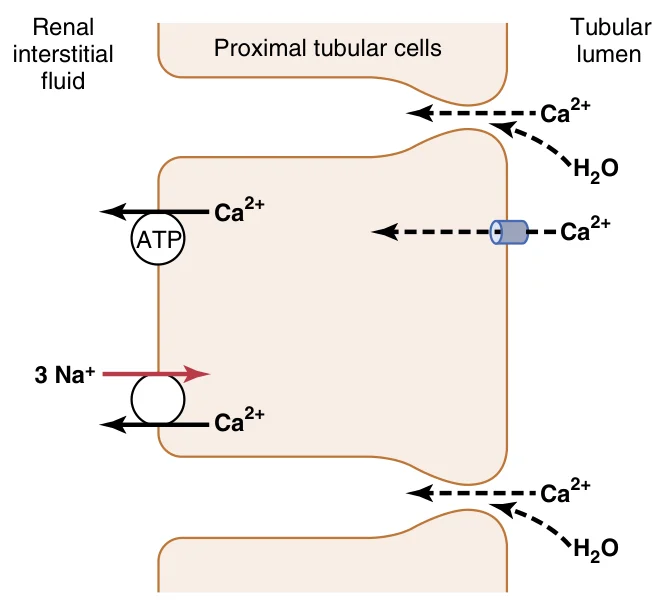 Renal
interstitial
fluid
Proximal tubular cells
Tubular
lumen
Ca²⁺
H₂O
Ca²⁺
ATP
Ca²⁺
3 Na⁺
Ca²⁺
Ca²⁺
H₂O